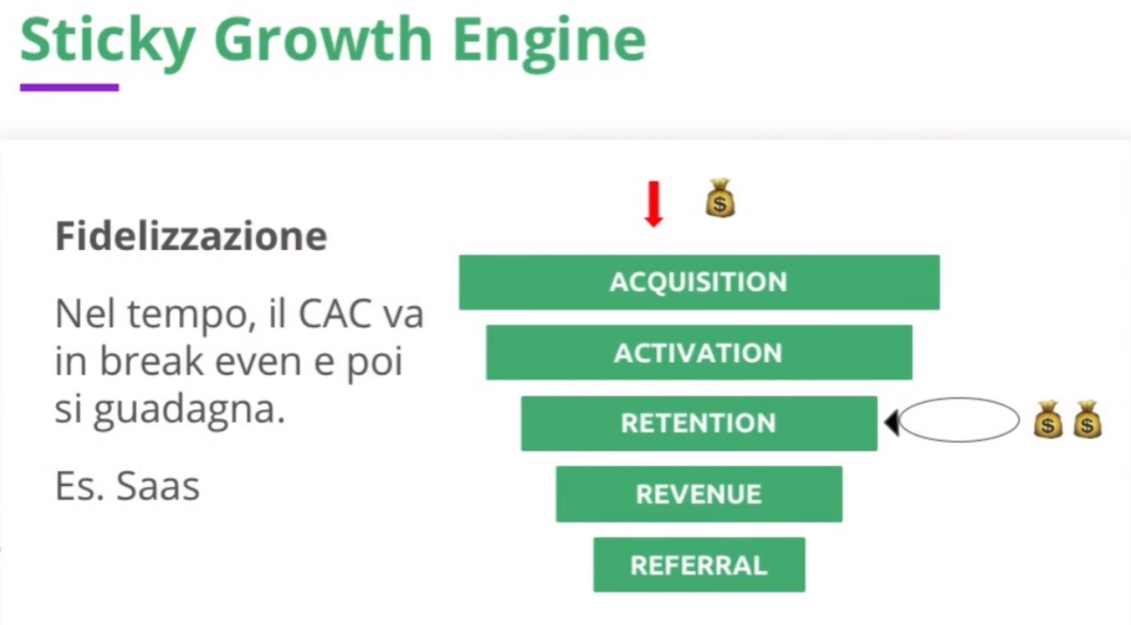 Sticky Growth Engine
Fidelizzazione
Nel tempo, il CAC va
in break even e poi
si guadagna.
Es. Saas
ACQUISITION
ACTIVATION
RETENTION
REVENUE
REFERRAL